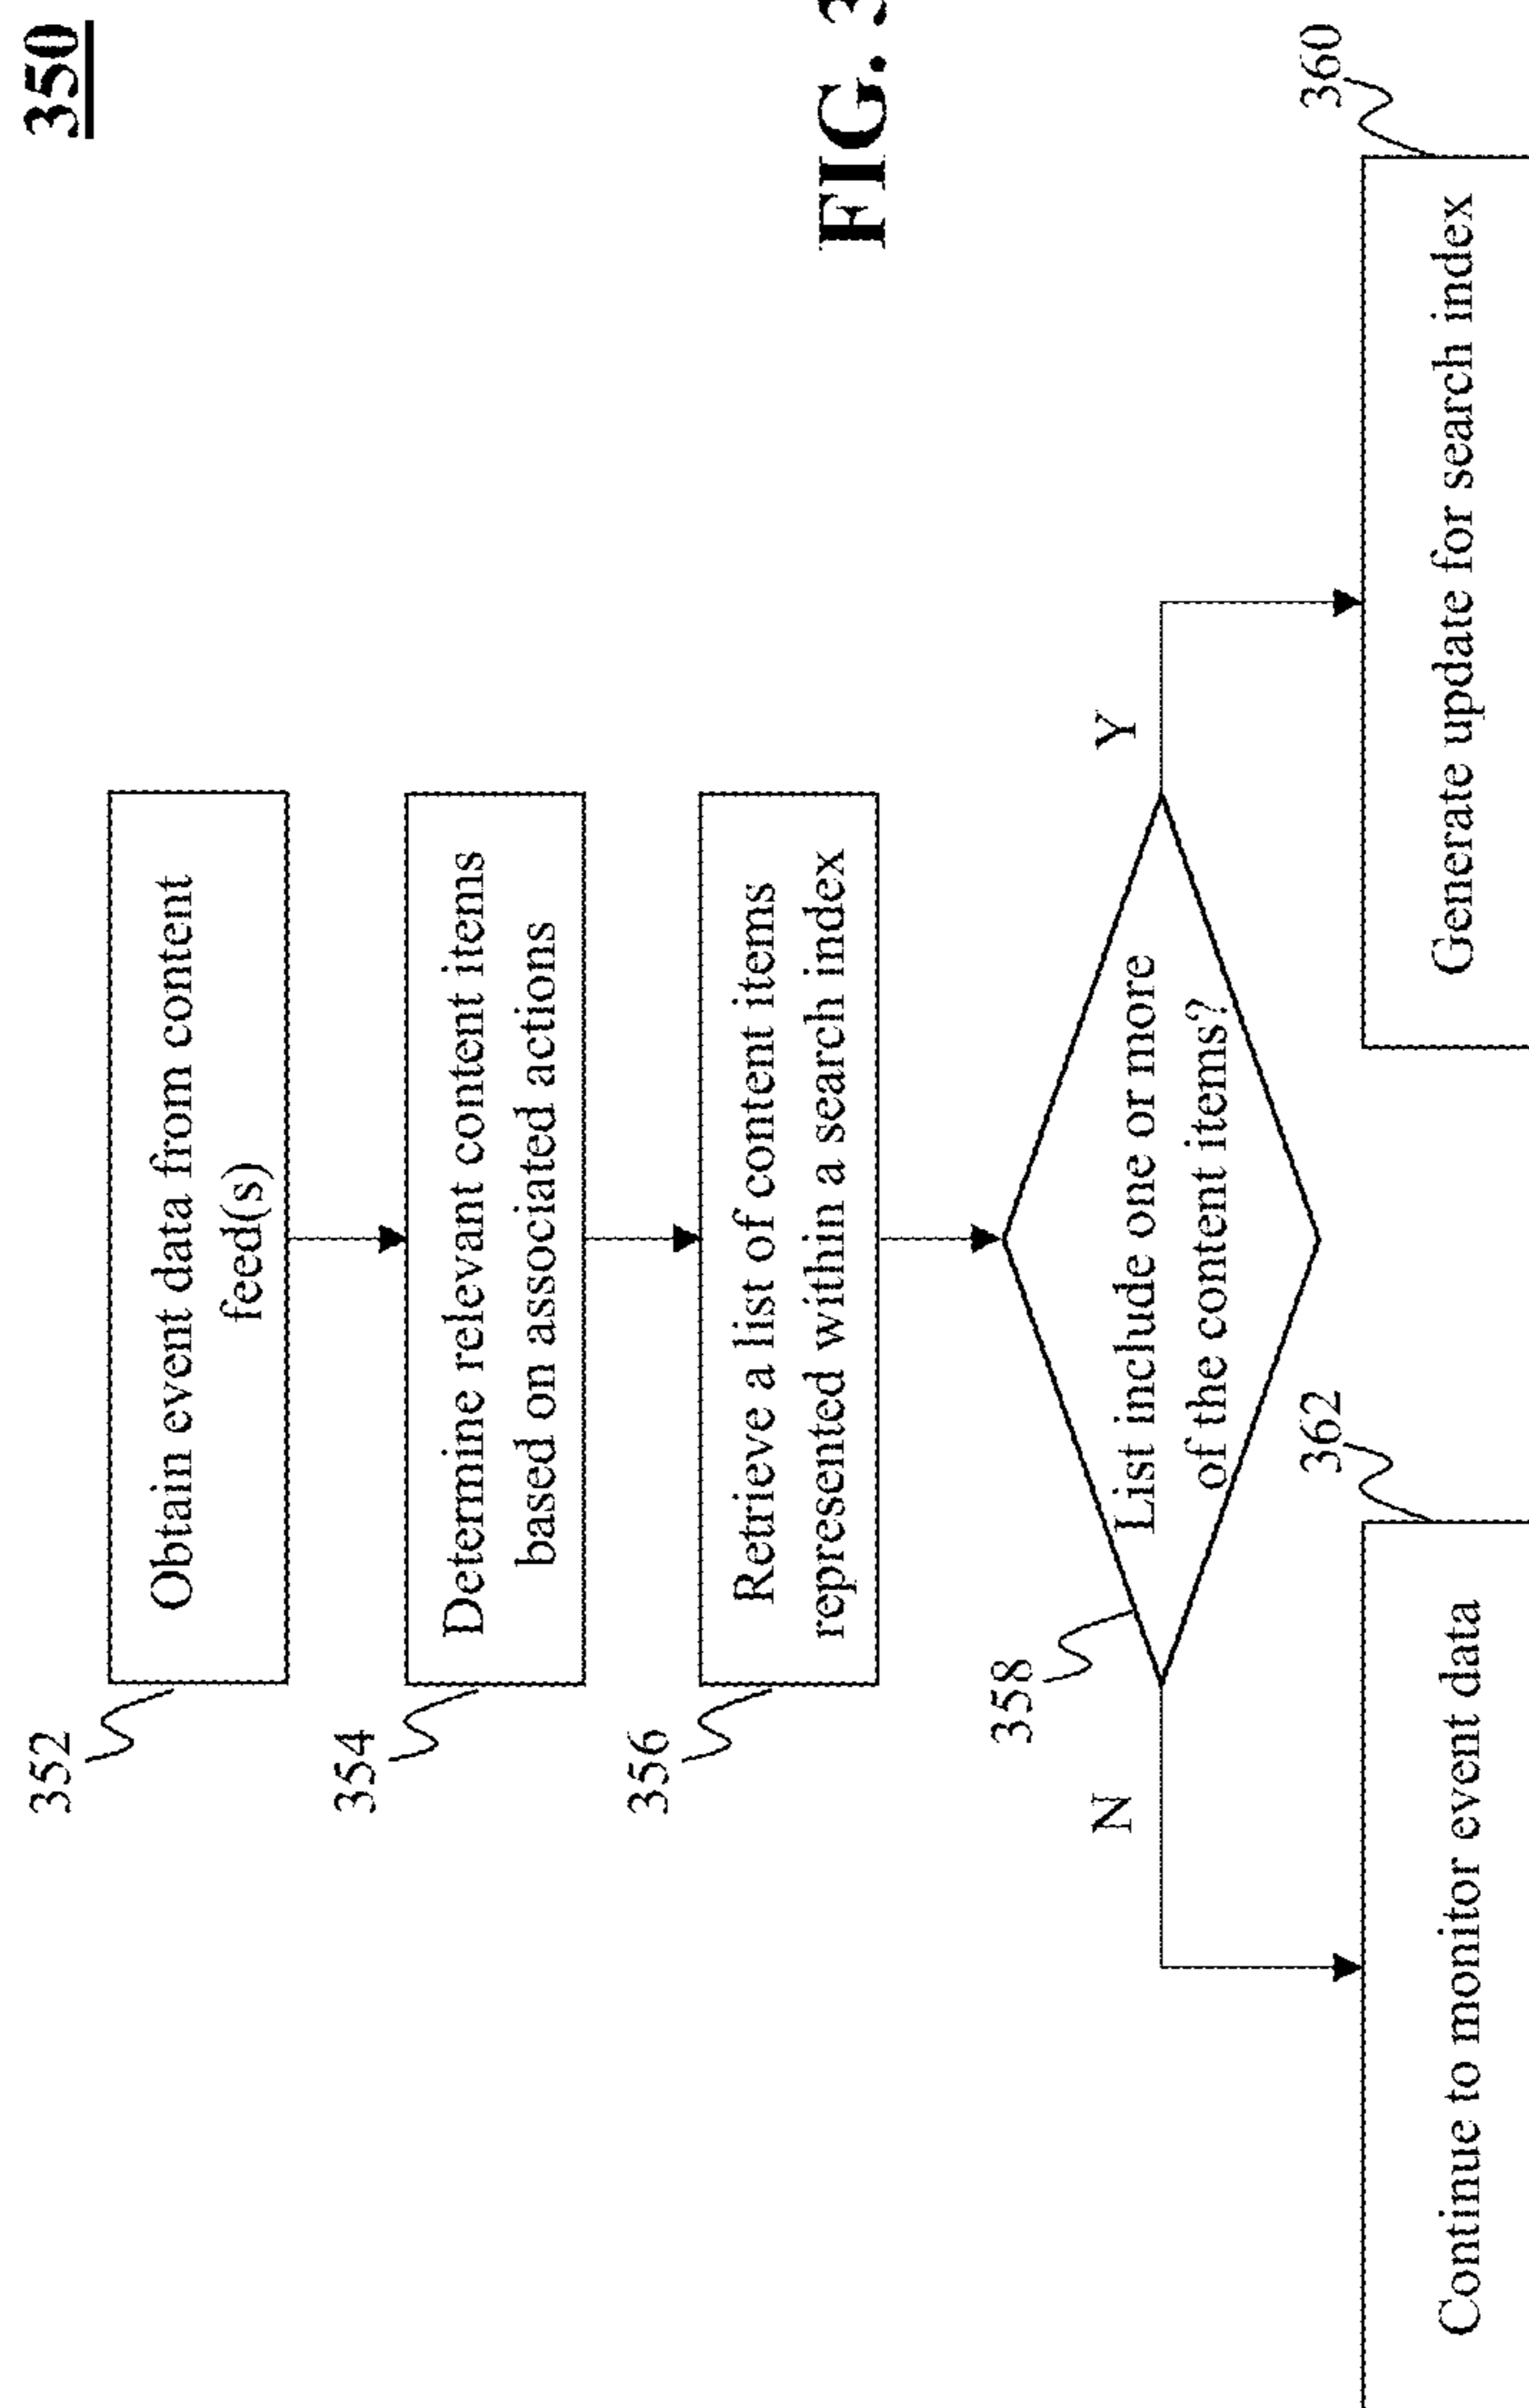 350
352
Obtain event data from content
feed(s)
354
Determine relevant content items
based on associated actions
356
Retrieve a list of content items
represented within a search index
358
List include one or more
of the content items?
N
Y
362
Continue to monitor event data
360
Generate update for search index
FIG. 3